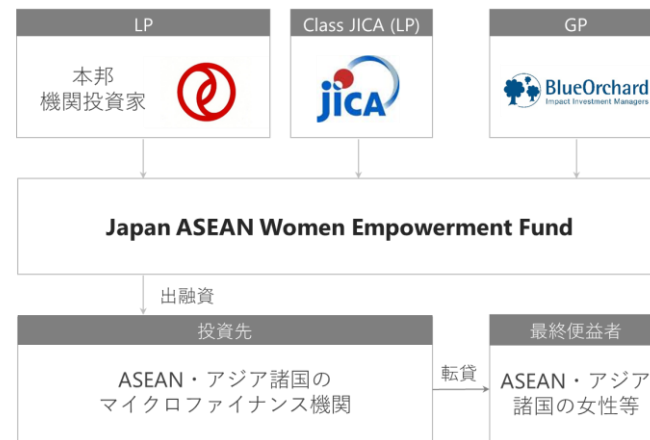 LP
Class JICA (LP)
GP
本邦
機関投資家
jICA
BlueOrchard
Impact Investment Managers
Japan ASEAN Women Empowerment Fund
出融資
投資先
最終便益者
ASEAN・アジア諸国の
マイクロファイナンス機関
転貸
ASEAN・アジア
諸国の女性等